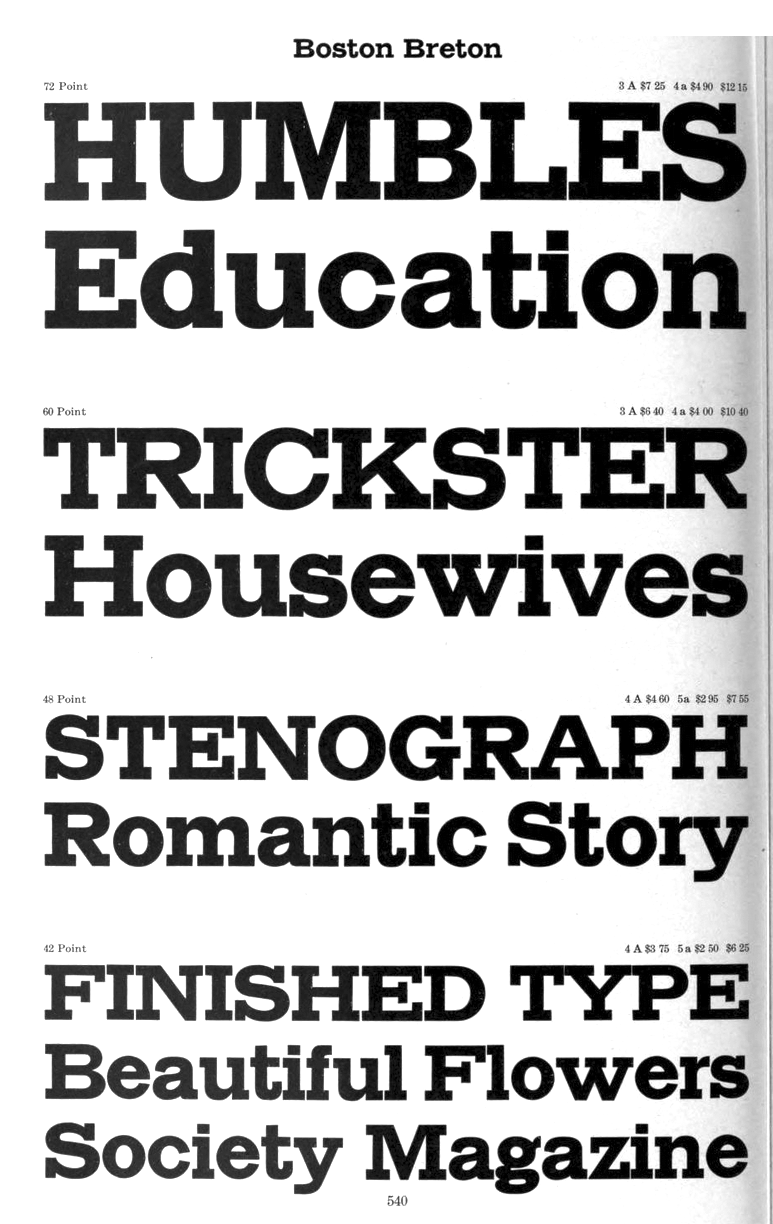 Boston Breton
72 Point 3 A $7 25 4 a $4 90 $12 15
HUMBLES
Education
60 Point 3 A $6 40 4 a $4 00 $10 40
TRICKSTER
Housewives
48 Point 4 A $4 60 5 a $2 95 $7 55
STENOGRAPH
Romantic Story
42 Point 4 A $3 75 5 a $2 50 $6 25
FINISHED TYPE
Beautiful Flowers
Society Magazine
540